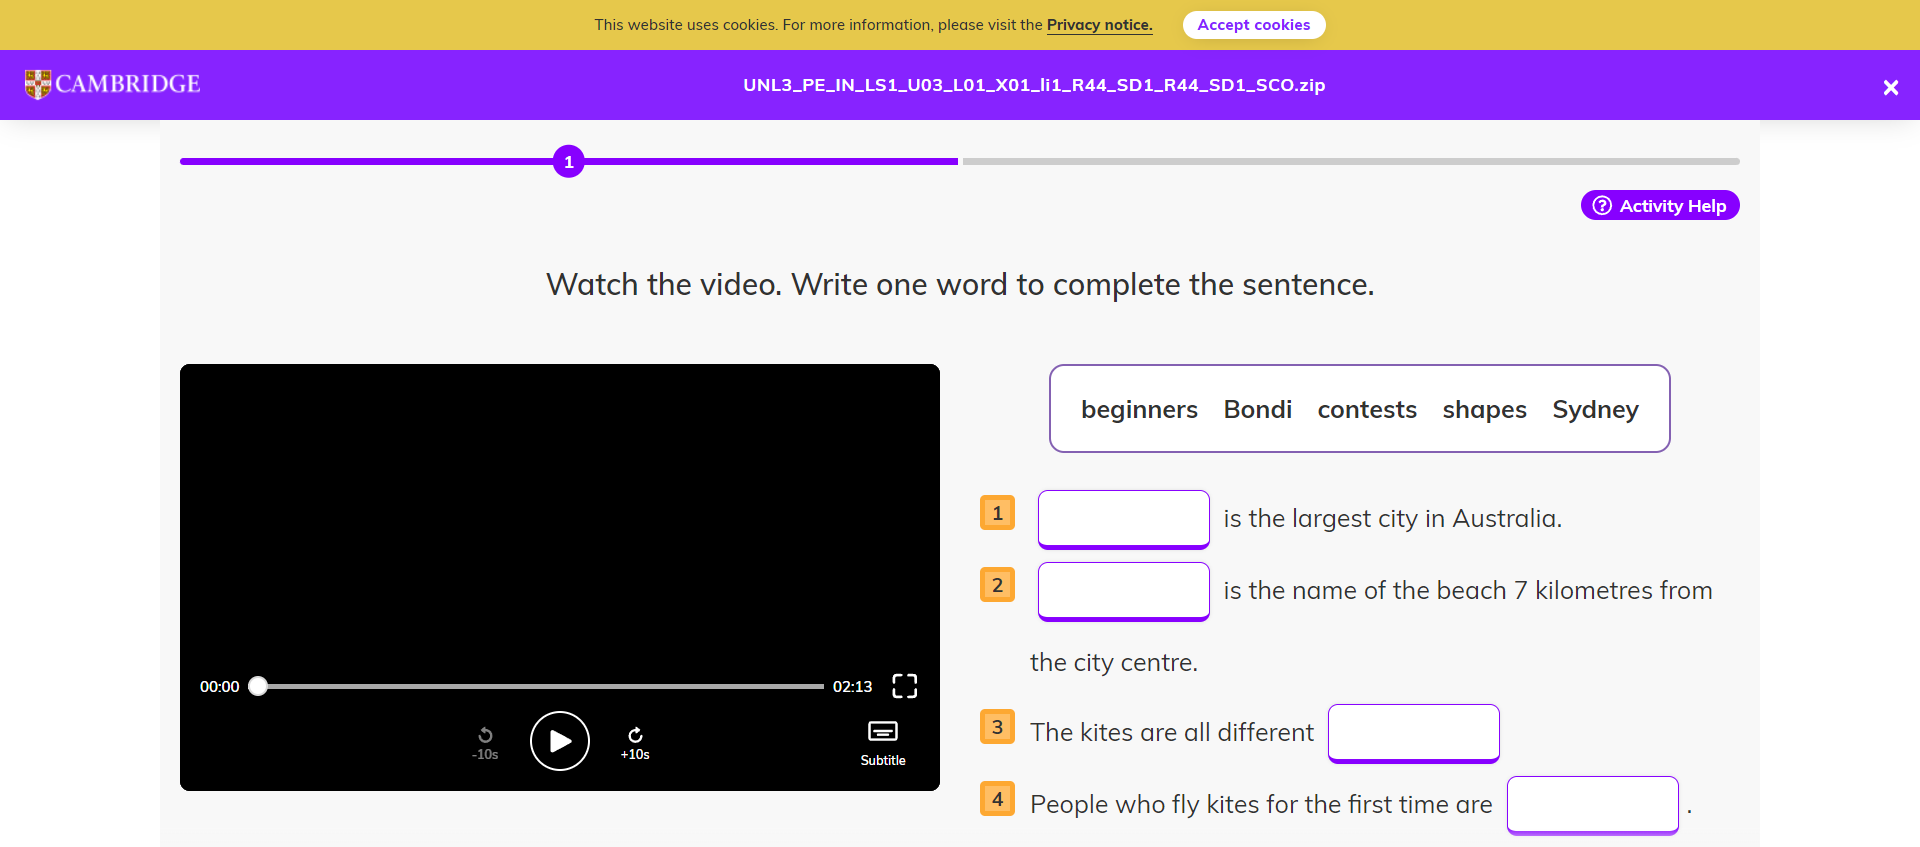 This website uses cookies. For more information, please visit the Privacy notice. Accept cookies
CAMBRIDGE
UNL3_PE_IN_LS1_U03_L01_X01_li1_R44_SD1_R44_SD1_SCO.zip
1
Activity Help
Watch the video. Write one word to complete the sentence.
beginners Bondi contests shapes Sydney
1 is the largest city in Australia.
2 is the name of the beach 7 kilometres from
the city centre.
3 The kites are all different
4 People who fly kites for the first time are .
00:00 02:13
-10s +10s
Subtitle